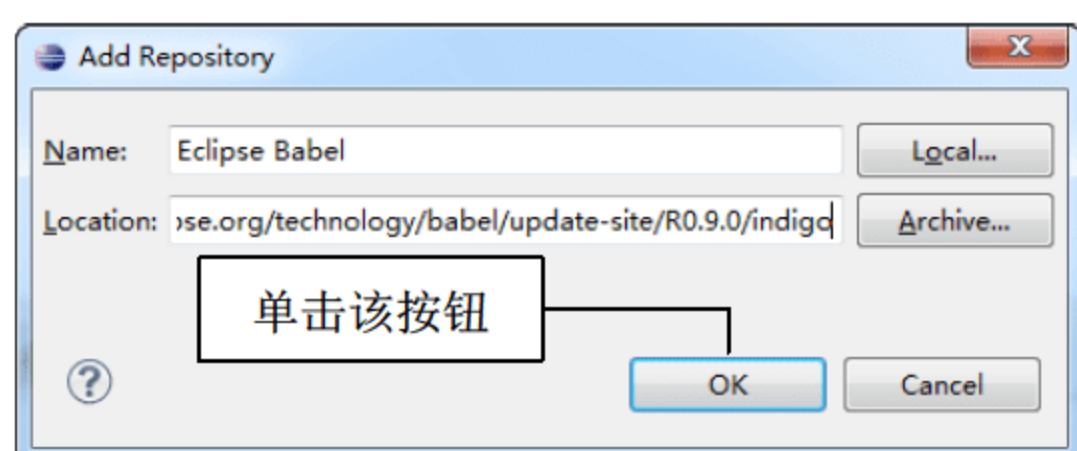 Add Repository
Name: Eclipse Babel Local...
Location: ose.org/technology/babel/update-site/R0.9.0/indigo Archive...
单击该按钮
? OK Cancel